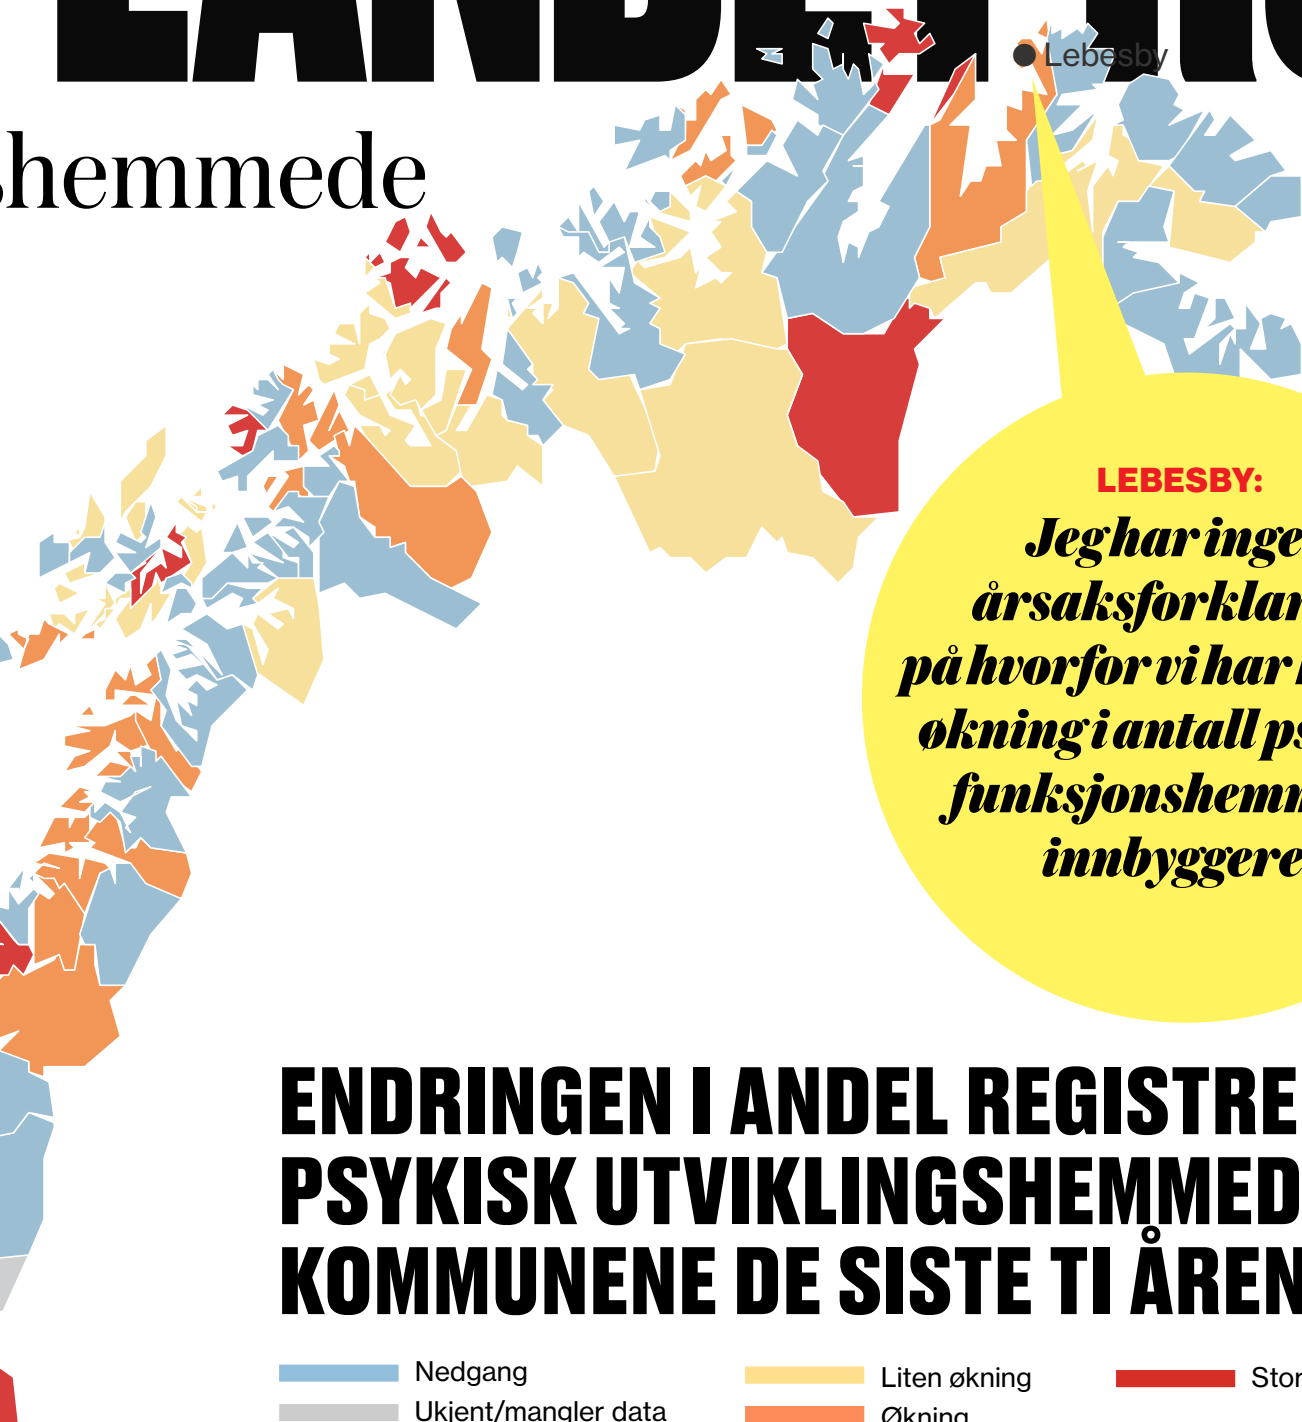 hemmede
Lebesby
LEBESBY:
Jeg har inge
årsaksforklar
på hvorfor vi har
økning i antall ps
funksjonshemm
innbyggere
ENDRINGEN I ANDEL REGISTRE
PSYKISK UTVIKLINGSHEMMED
KOMMUNENE DE SISTE TI ÅREN
Nedgang
Liten økning
Stor
Ukjent/mangler data
Økning